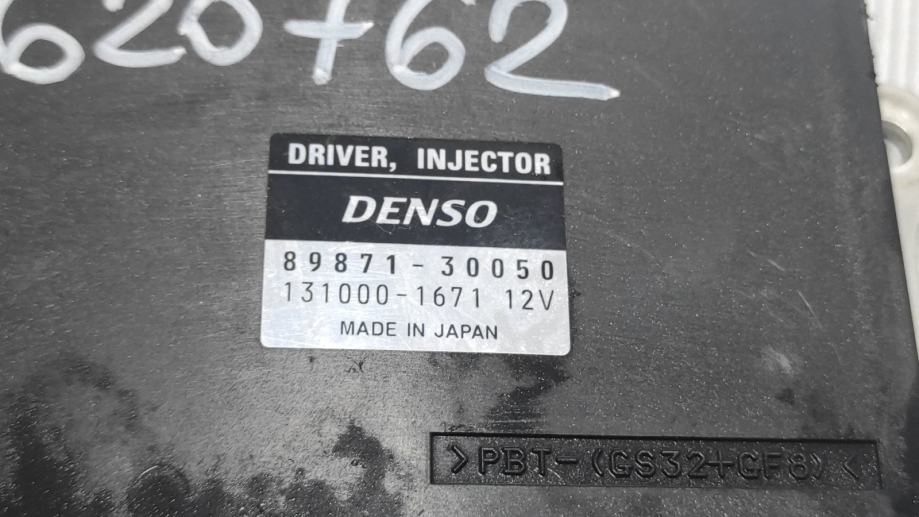 620762
DRIVER, INJECTOR
DENSO
89871-30050
131000-1671 12V
MADE IN JAPAN
>PBT-(GS32+GF8)<